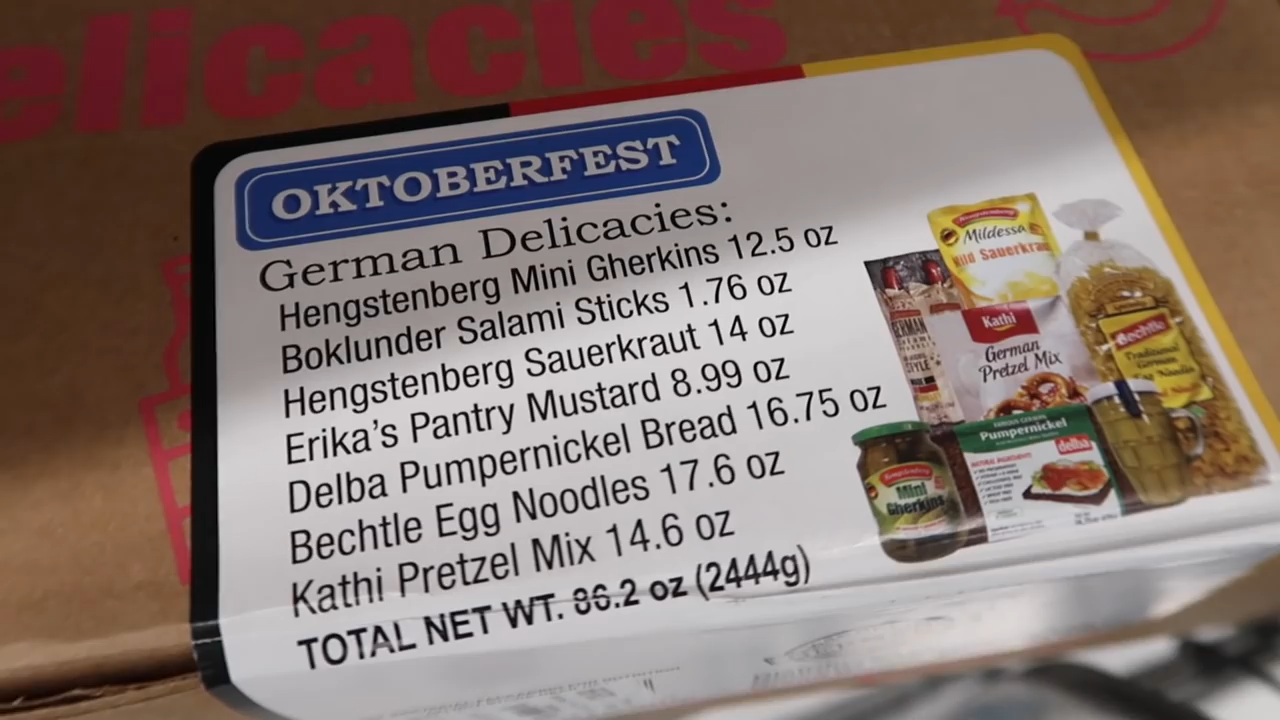 elicacies
OKTOBERFEST
German Delicacies:
Hengstenberg Mini Gherkins 12.5 oz
Boklunder Salami Sticks 1.76 oz
Hengstenberg Sauerkraut 14 oz
Erika's Pantry Mustard 8.99 oz
Delba Pumpernickel Bread 16.75 oz
Bechtle Egg Noodles 17.6 oz
Kathi Pretzel Mix 14.6 oz
TOTAL NET WT. 86.2 oz (2444g)
Mildessa
Mild Sauerkrau
Kathi
German
Pretzel Mix
Bechtle
Traditional
German
Egg Noodles
STYLE
Pumpernickel
delba
Mini
Gherkins